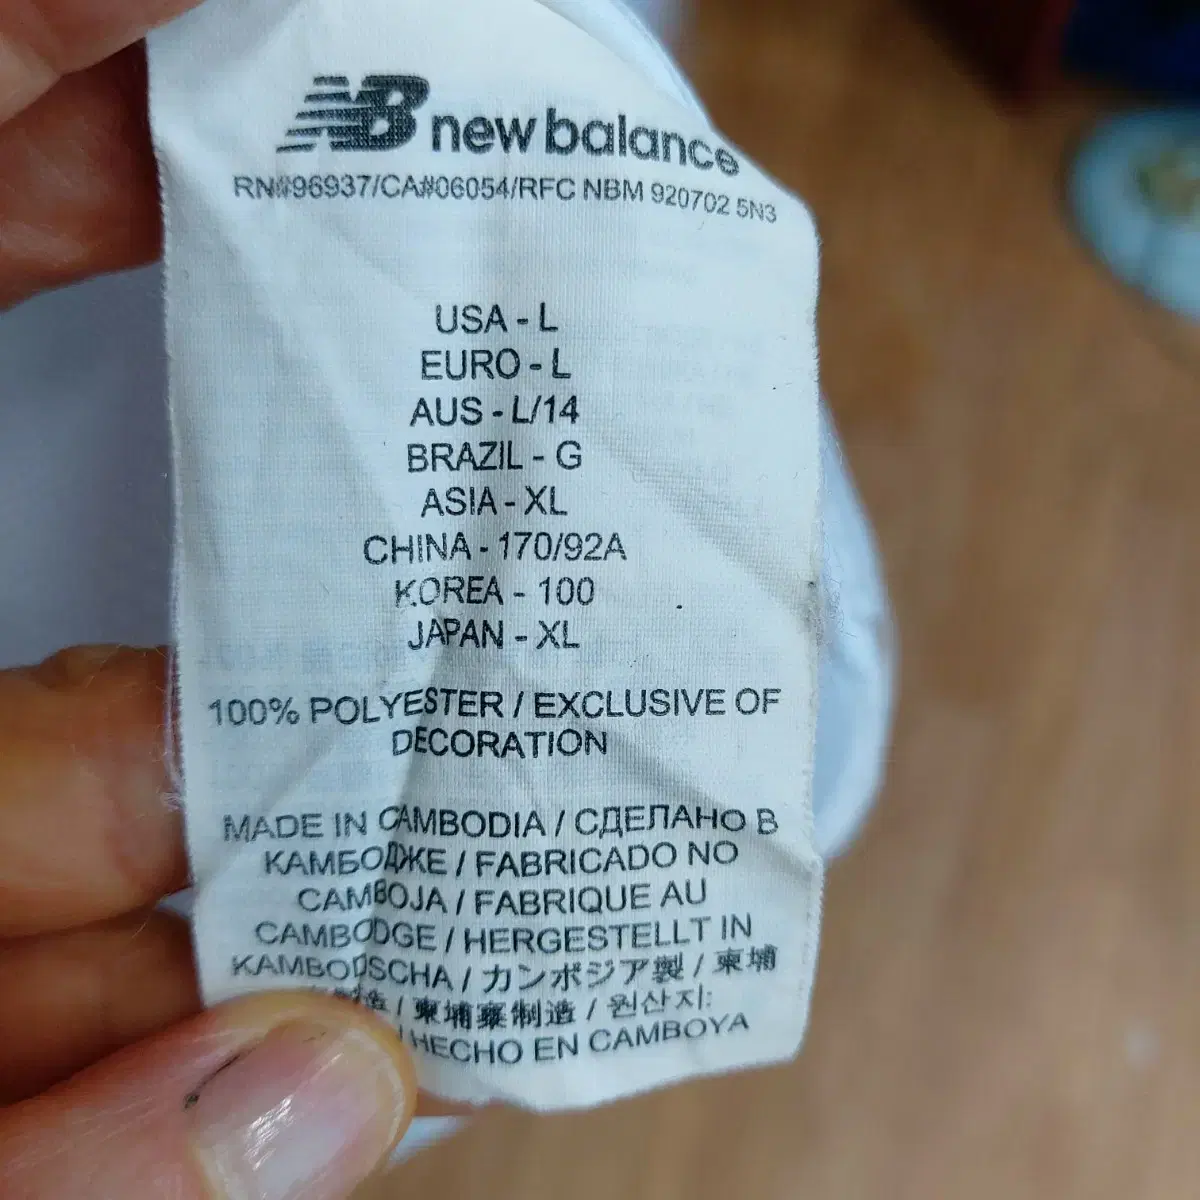 NB new balance
RN#96937/CA#06054/RFC NBM 920702 5N3
USA - L
EURO - L
AUS - L/14
BRAZIL - G
ASIA - XL
CHINA - 170/92A
KOREA - 100
JAPAN - XL
100% POLYESTER / EXCLUSIVE OF
DECORATION
MADE IN CAMBODIA / СДЕЛАНО В
КАМБОДЖЕ / FABRICADO NO
CAMBOJA / FABRIQUE AU
CAMBODGE / HERGESTELLT IN
KAMBODSCHA / カンボジア製 / 東埔
造 / 柬埔寨制造 / 원산지:
HECHO EN CAMBOYA